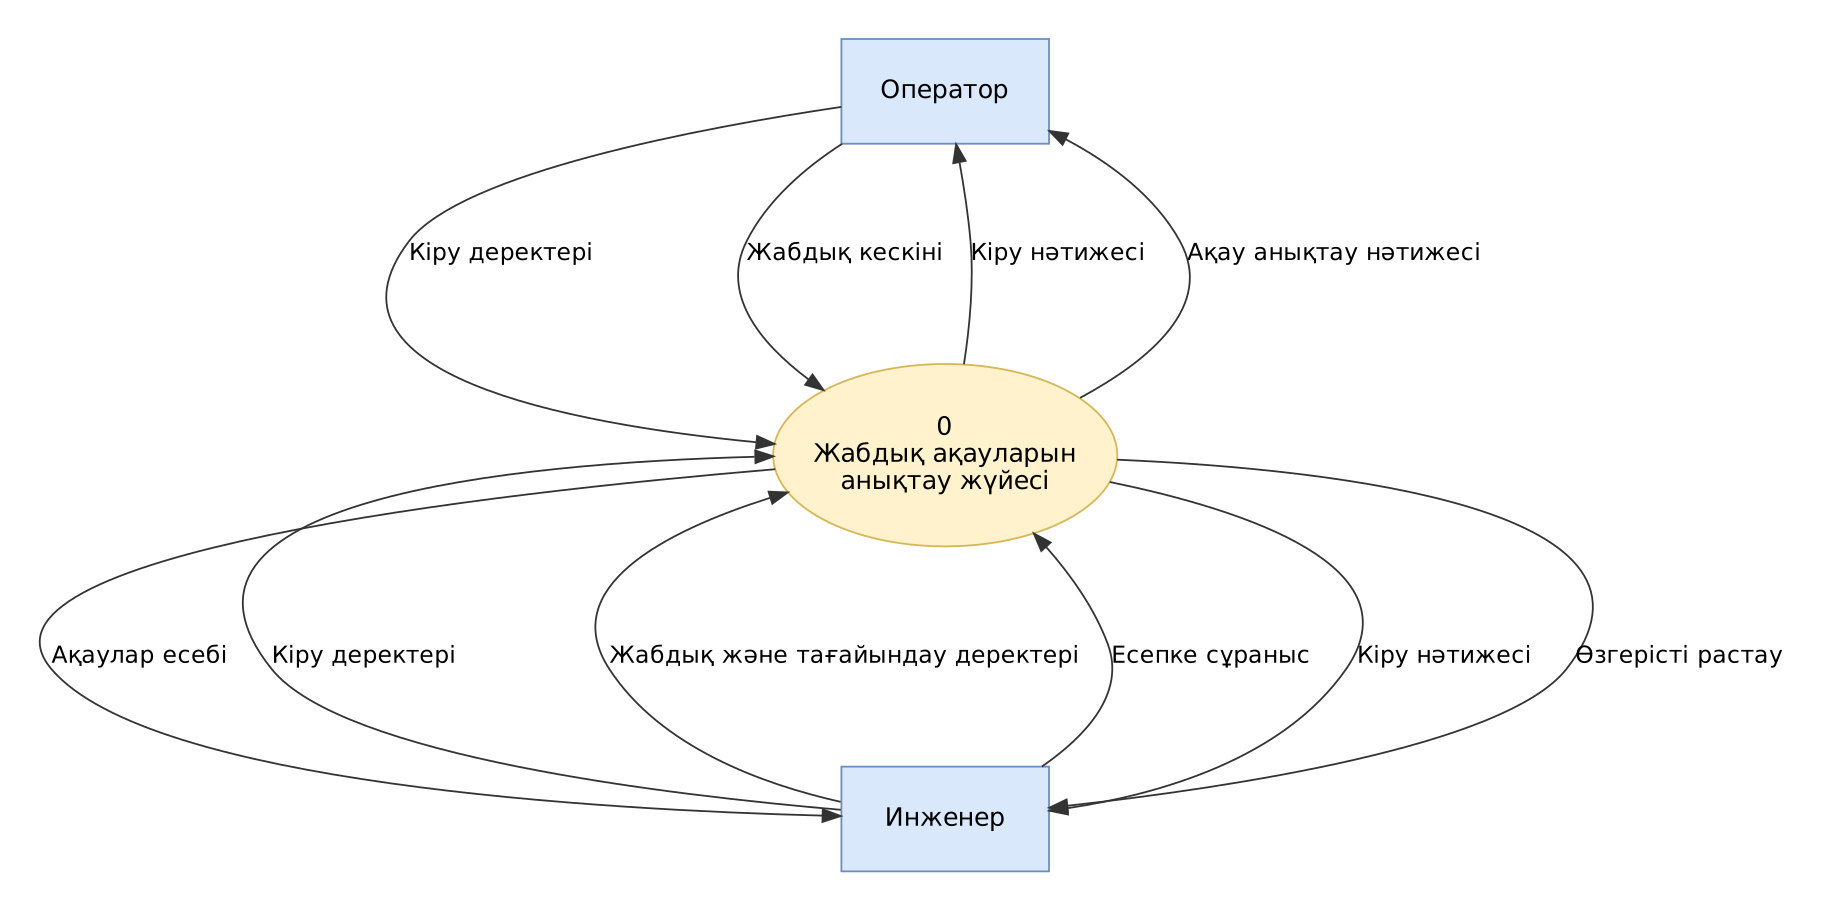 Оператор
Кіру деректері
Жабдық кескіні
Кіру нәтижесі
Ақау анықтау нәтижесі
0
Жабдық ақауларын
анықтау жүйесі
Ақаулар есебі
Кіру деректері
Жабдық және тағайындау деректері
Есепке сұраныс
Кіру нәтижесі
Өзгерісті растау
Инженер